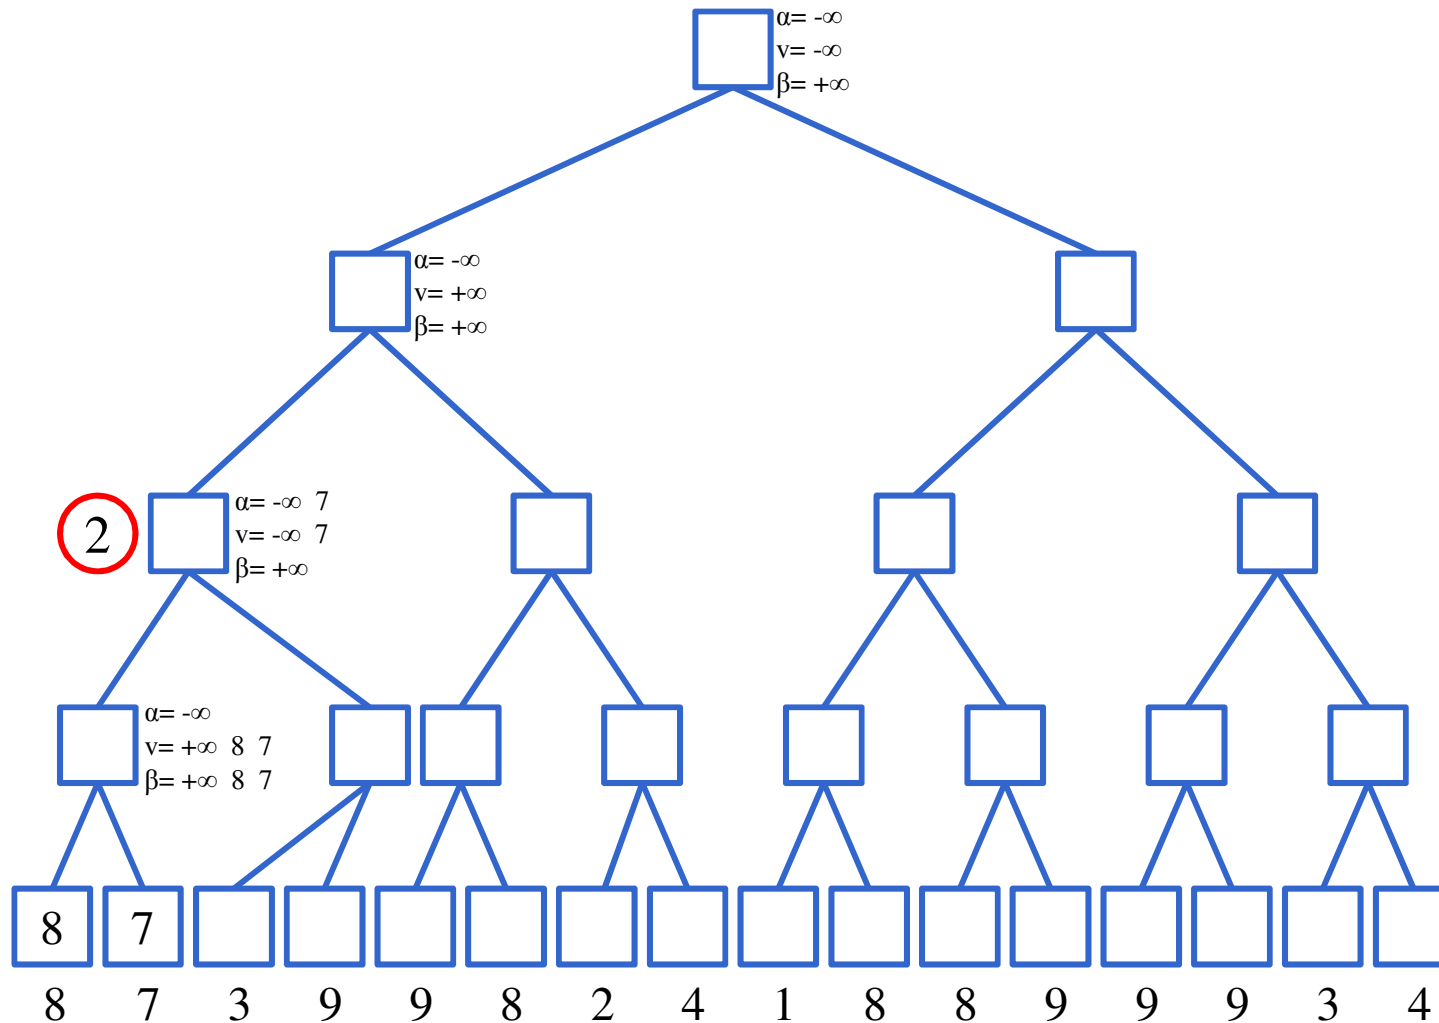 α= -∞
v= -∞
β= +∞
α= -∞
v= +∞
β= +∞
2
α= -∞ 7
v= -∞ 7
β= +∞
α= -∞
v= +∞ 8 7
β= +∞ 8 7
8 7
8 7 3 9 9 8 2 4 1 8 8 9 9 9 3 4